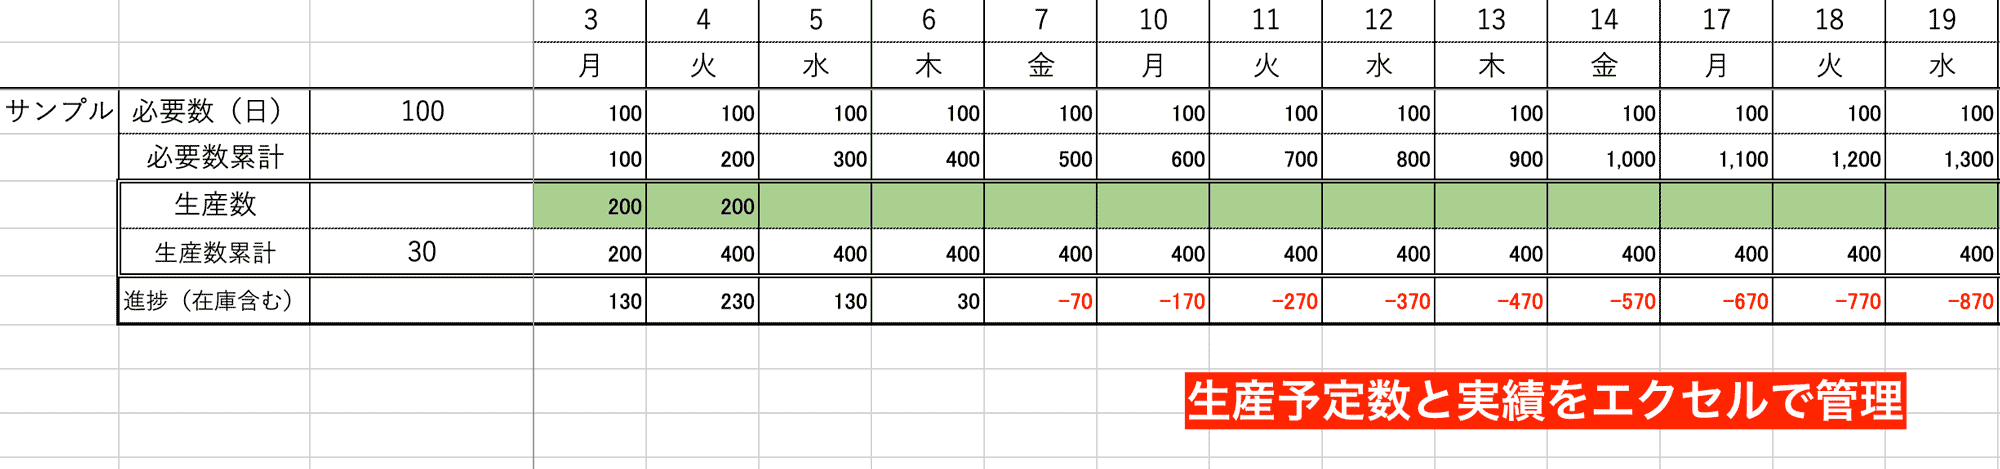 3 4 5 6 7 10 11 12 13 14 17 18 19
月 火 水 木 金 月 火 水 木 金 月 火 水
サンプル 必要数（日） 100 100 100 100 100 100 100 100 100 100 100 100 100 100
必要数累計 100 200 300 400 500 600 700 800 900 1,000 1,100 1,200 1,300
生産数 200 200
生産数累計 30 200 400 400 400 400 400 400 400 400 400 400 400 400
進捗（在庫含む） 130 230 130 30 -70 -170 -270 -370 -470 -570 -670 -770 -870
生産予定数と実績をエクセルで管理